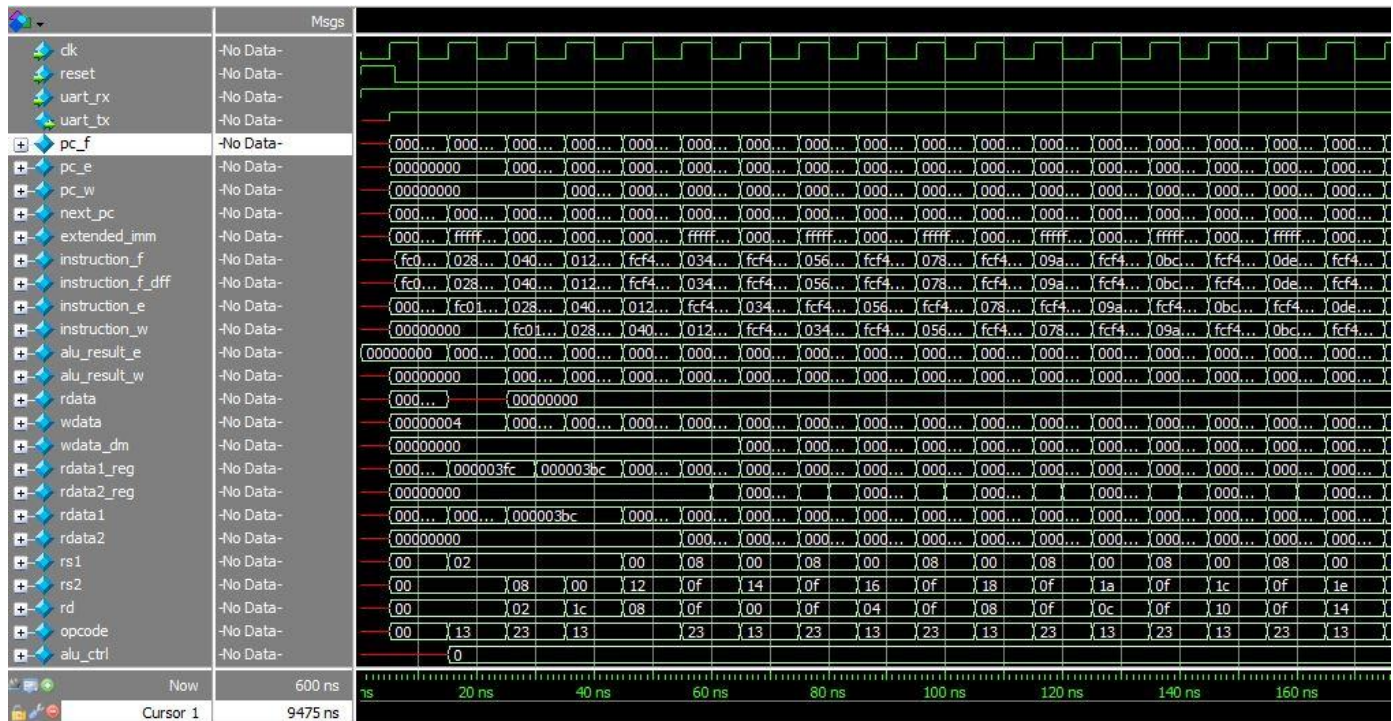 Msgs
clk -No Data-
reset -No Data-
uart_rx -No Data-
uart_tx -No Data-
pc_f -No Data- 000... 000... 000... 000... 000... 000... 000... 000... 000... 000... 000... 000... 000... 000... 000... 000... 000...
pc_e -No Data- 00000000 000... 000... 000... 000... 000... 000... 000... 000... 000... 000... 000... 000... 000... 000... 000...
pc_w -No Data- 00000000 000... 000... 000... 000... 000... 000... 000... 000... 000... 000... 000... 000... 000... 000...
next_pc -No Data- 000... 000... 000... 000... 000... 000... 000... 000... 000... 000... 000... 000... 000... 000... 000... 000... 000...
extended_imm -No Data- 000... fffff... 000... 000... 000... fffff... 000... fffff... 000... fffff... 000... fffff... 000... fffff... 000... fffff... 000...
instruction_f -No Data- fc0... 028... 040... 012... fcf4... 034... fcf4... 056... fcf4... 078... fcf4... 09a... fcf4... 0bc... fcf4... 0de... fcf4...
instruction_f_dff -No Data- fc0... 028... 040... 012... fcf4... 034... fcf4... 056... fcf4... 078... fcf4... 09a... fcf4... 0bc... fcf4... 0de... fcf4...
instruction_e -No Data- 000... fc01... 028... 040... 012... fcf4... 034... fcf4... 056... fcf4... 078... fcf4... 09a... fcf4... 0bc... fcf4... 0de...
instruction_w -No Data- 00000000 fc01... 028... 040... 012... fcf4... 034... fcf4... 056... fcf4... 078... fcf4... 09a... fcf4... 0bc... fcf4...
alu_result_e -No Data- 00000000 000... 000... 000... 000... 000... 000... 000... 000... 000... 000... 000... 000... 000... 000... 000... 000...
alu_result_w -No Data- 00000000 000... 000... 000... 000... 000... 000... 000... 000... 000... 000... 000... 000... 000... 000... 000...
rdata -No Data- 000... 00000000
wdata -No Data- 00000004 000... 000... 000... 000... 000... 000... 000... 000... 000... 000... 000... 000... 000... 000... 000...
wdata_dm -No Data- 00000000 000... 000... 000... 000... 000... 000... 000... 000... 000... 000... 000...
rdata1_reg -No Data- 000... 000003fc 000003bc 000... 000... 000... 000... 000... 000... 000... 000... 000... 000... 000... 000... 000...
rdata2_reg -No Data- 00000000 000... 000... 000... 000... 000... 000...
rdata1 -No Data- 000... 000... 000003bc 000... 000... 000... 000... 000... 000... 000... 000... 000... 000... 000... 000... 000...
rdata2 -No Data- 00000000 000... 000... 000... 000... 000... 000... 000... 000... 000... 000... 000... 000...
rs1 -No Data- 00 02 00 08 00 08 00 08 00 08 00 08 00 08 00
rs2 -No Data- 00 08 00 12 0f 14 0f 16 0f 18 0f 1a 0f 1c 0f 1e
rd -No Data- 00 02 1c 08 0f 00 0f 04 0f 08 0f 0c 0f 10 0f 14
opcode -No Data- 00 13 23 13 23 13 23 13 23 13 23 13 23 13 23 13
alu_ctrl -No Data- 0
Now 600 ns ns 20 ns 40 ns 60 ns 80 ns 100 ns 120 ns 140 ns 160 ns
Cursor 1 9475 ns